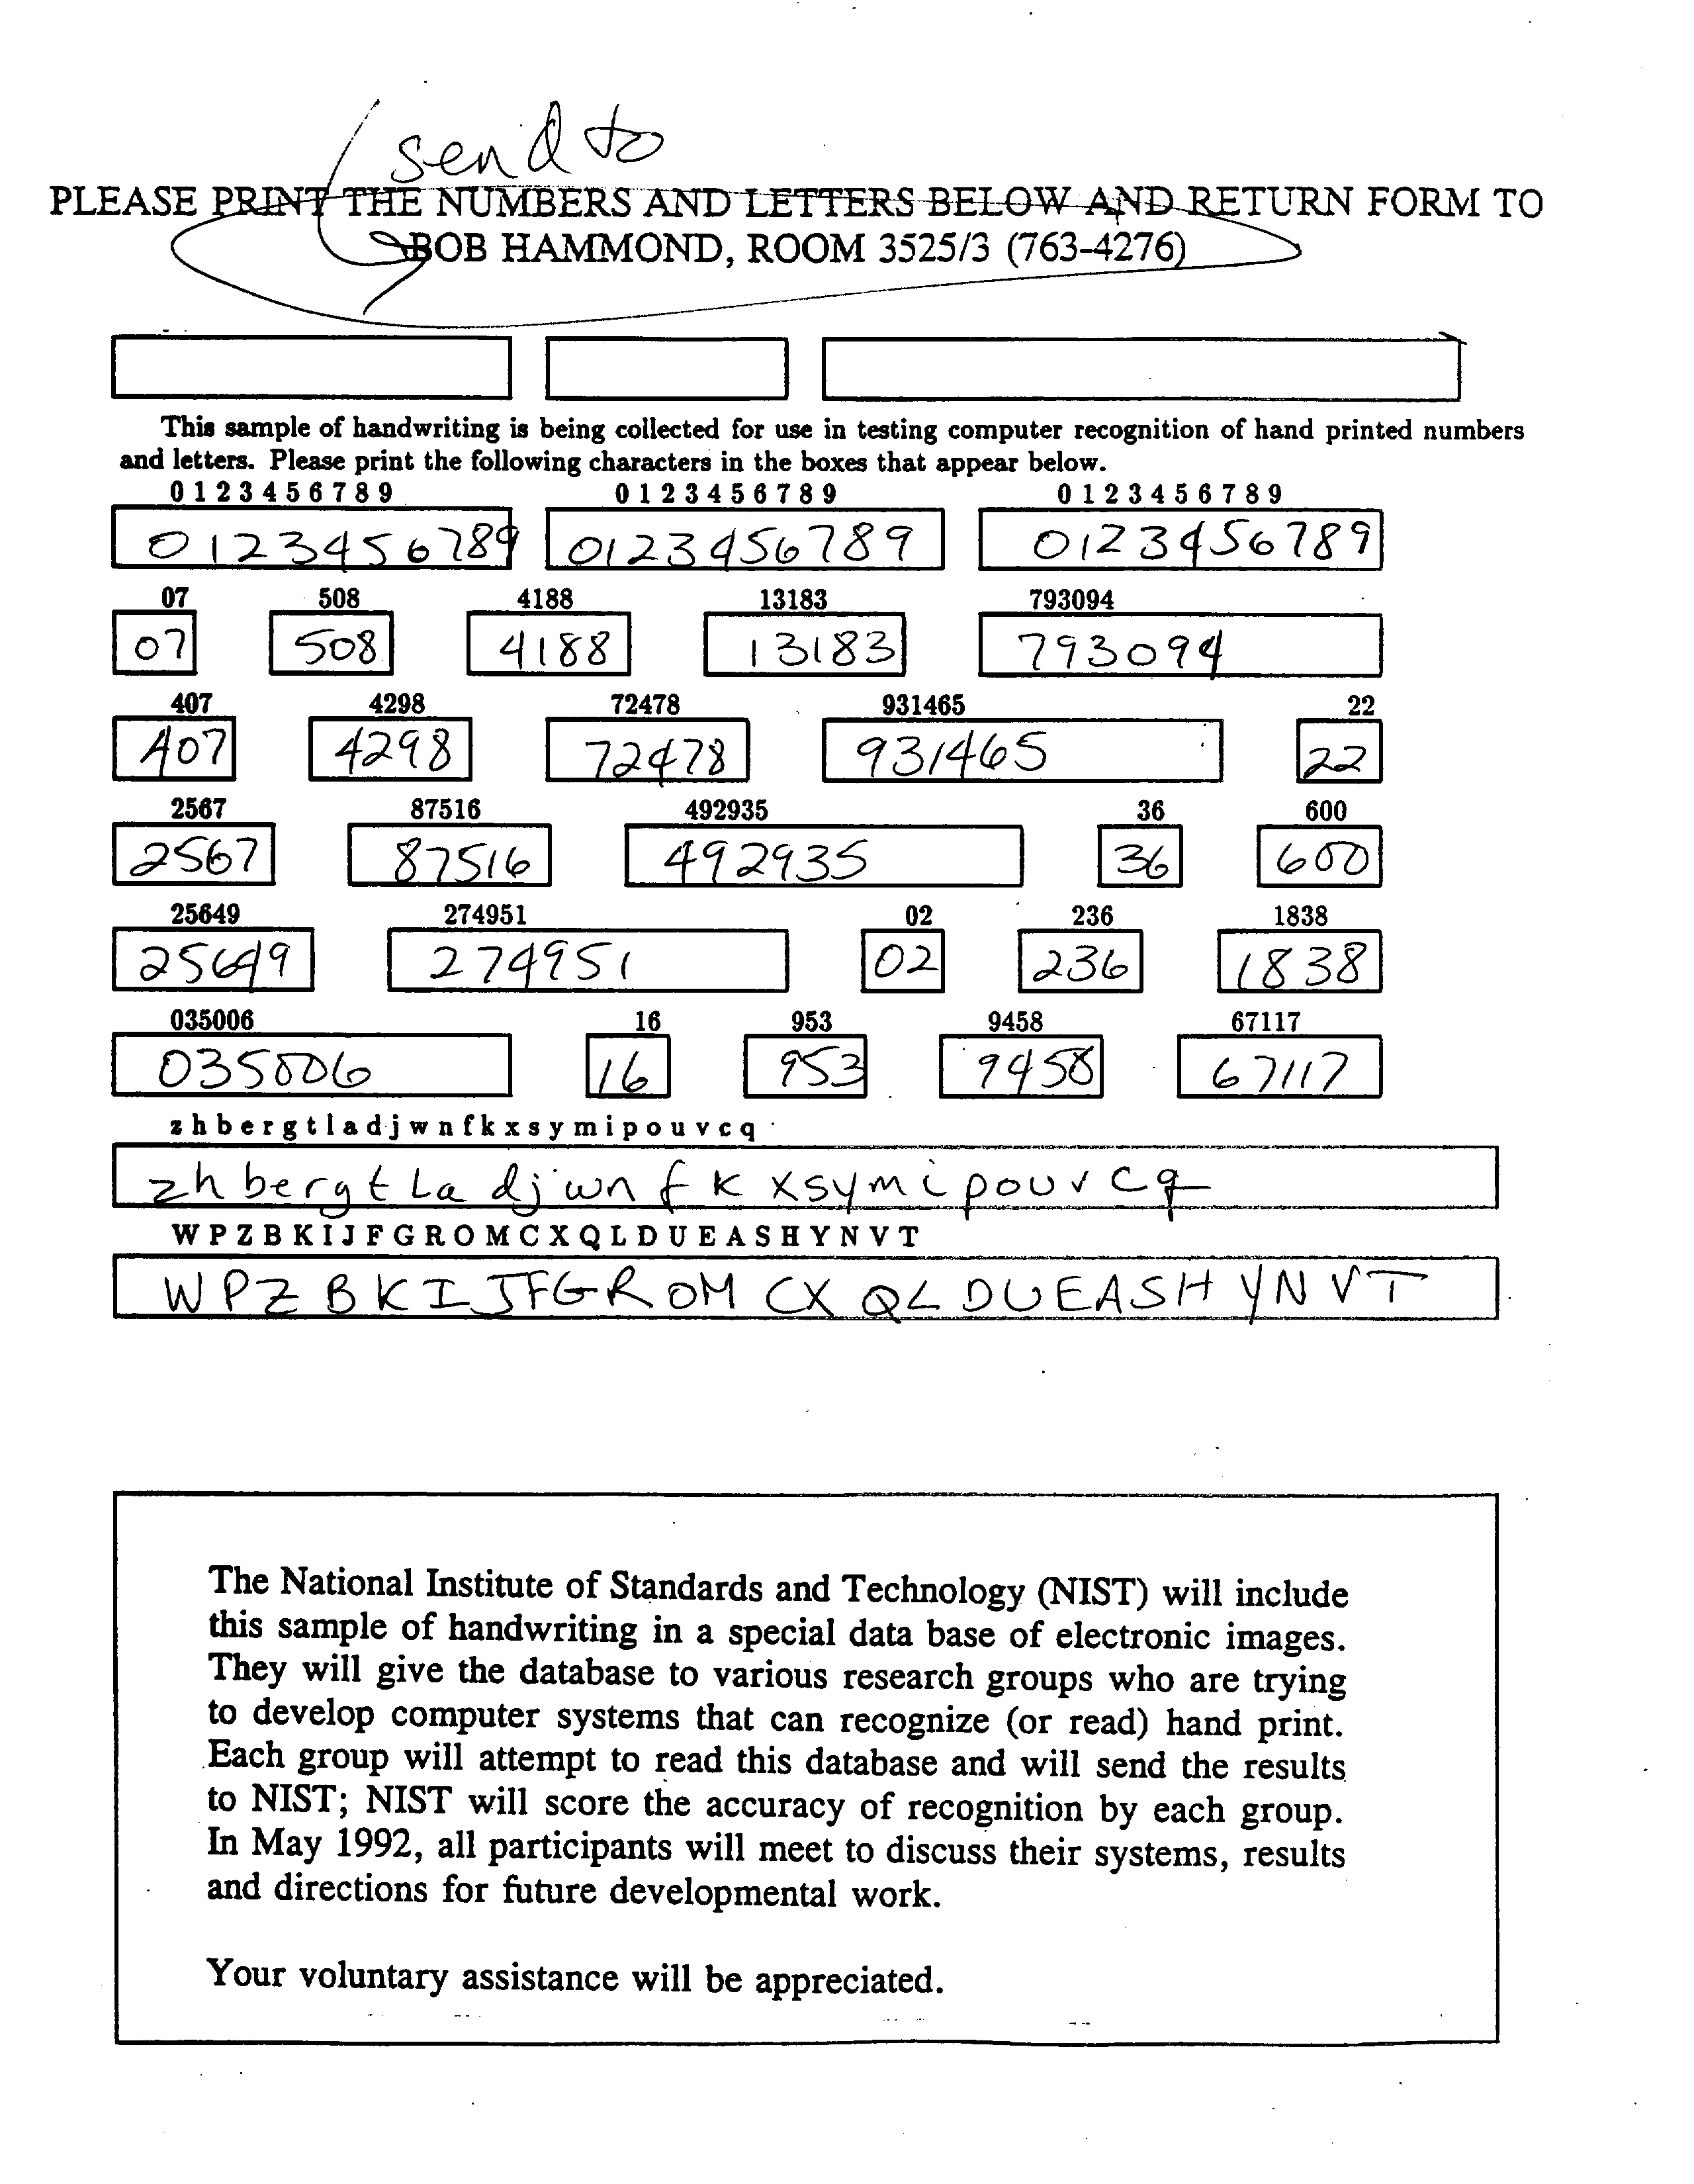 send to
PLEASE PRINT THE NUMBERS AND LETTERS BELOW AND RETURN FORM TO
BOB HAMMOND, ROOM 3525/3 (763-4276)
This sample of handwriting is being collected for use in testing computer recognition of hand printed numbers
and letters. Please print the following characters in the boxes that appear below.
0 1 2 3 4 5 6 7 8 9 0 1 2 3 4 5 6 7 8 9 0 1 2 3 4 5 6 7 8 9
0123456789 0123456789 0123456789
07 508 4188 13183 793094
07 508 4188 13183 793094
407 4298 72478 931465 22
407 4298 72478 931465 22
2567 87516 492935 36 600
2567 87516 492935 36 600
25649 274951 02 236 1838
25649 274951 02 236 1838
035006 16 953 9458 67117
035006 16 953 9458 67117
z h b e r g t l a d j w n f k x s y m i p o u v c q
zhbergtladjwnfkxsymipouvcq
W P Z B K I J F G R O M C X Q L D U E A S H Y N V T
WPZBKIJFGROMCXQLDUEASHYNVT
The National Institute of Standards and Technology (NIST) will include
this sample of handwriting in a special data base of electronic images.
They will give the database to various research groups who are trying
to develop computer systems that can recognize (or read) hand print.
Each group will attempt to read this database and will send the results
to NIST; NIST will score the accuracy of recognition by each group.
In May 1992, all participants will meet to discuss their systems, results
and directions for future developmental work.
Your voluntary assistance will be appreciated.